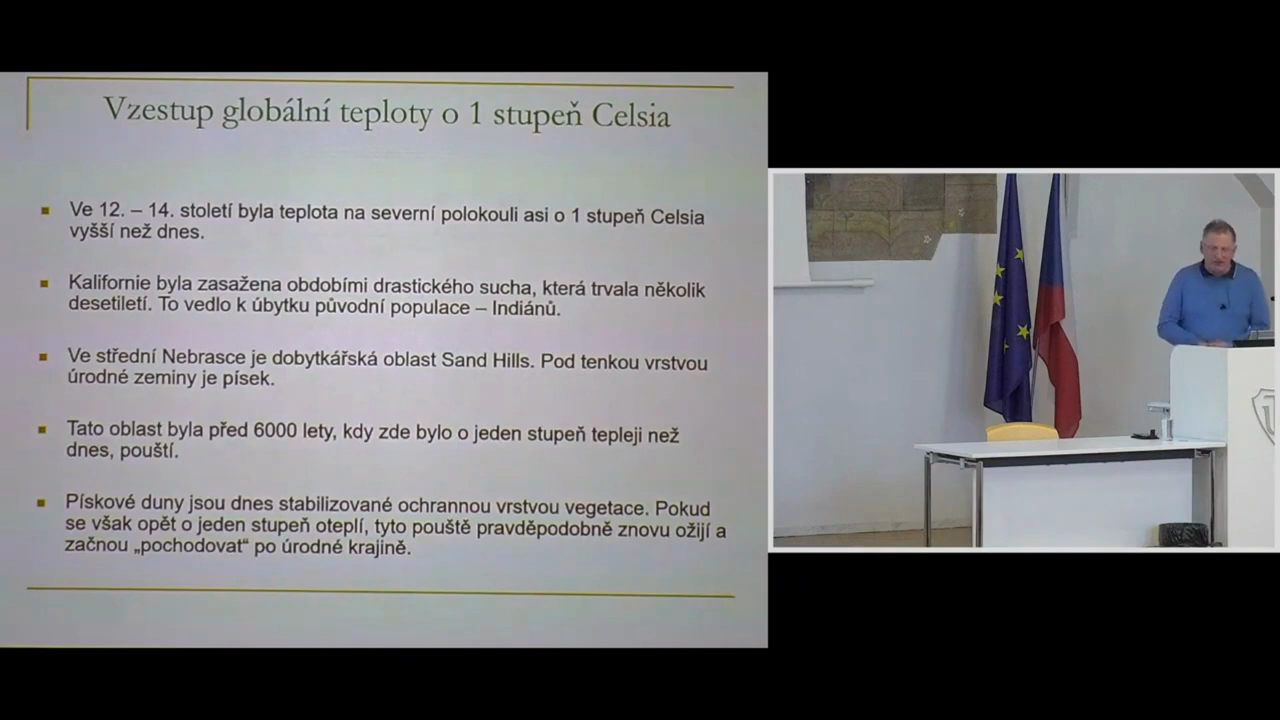 Vzestup globální teploty o 1 stupeň Celsia
Ve 12. – 14. století byla teplota na severní polokouli asi o 1 stupeň Celsia
vyšší než dnes.
Kalifornie byla zasažena obdobími drastického sucha, která trvala několik
desetiletí. To vedlo k úbytku původní populace – Indiánů.
Ve střední Nebrasce je dobytkářská oblast Sand Hills. Pod tenkou vrstvou
úrodné zeminy je písek.
Tato oblast byla před 6000 lety, kdy zde bylo o jeden stupeň tepleji než
dnes, pouští.
Pískové duny jsou dnes stabilizované ochrannou vrstvou vegetace. Pokud
se však opět o jeden stupeň oteplí, tyto pouště pravděpodobně znovu ožijí a
začnou „pochodovat“ po úrodné krajině.